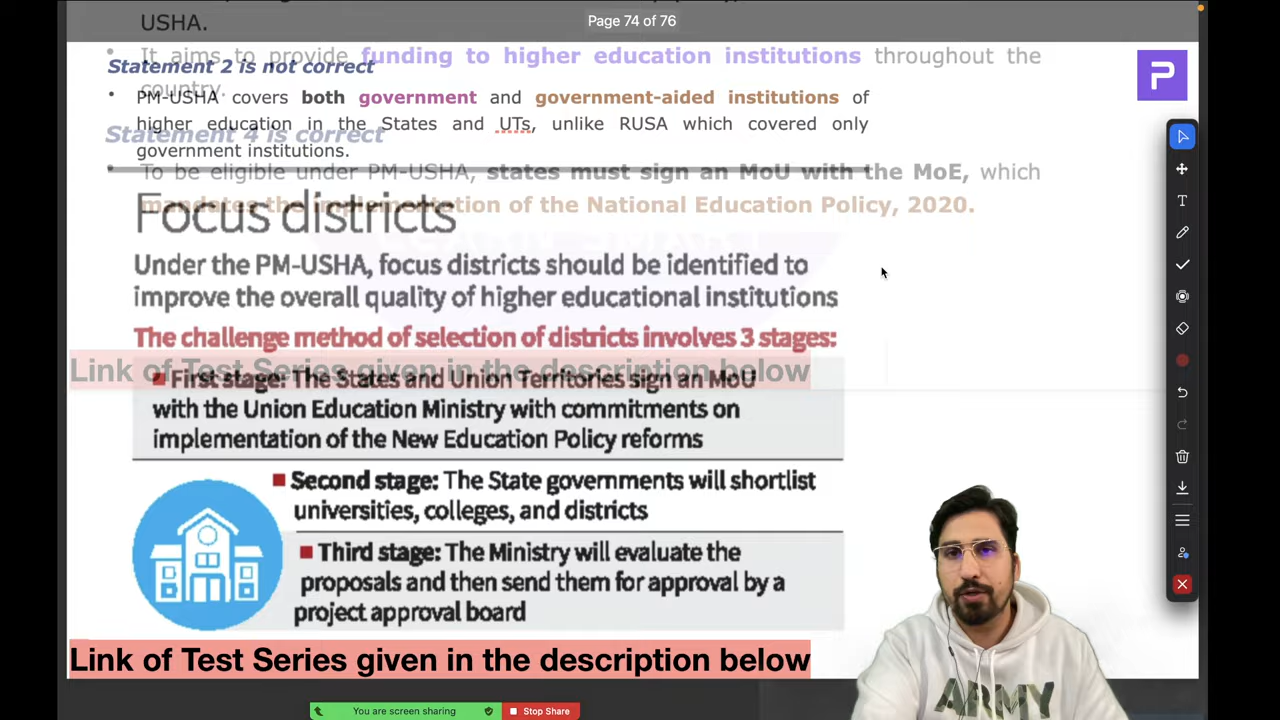 Page 74 of 76
USHA.
• It aims to provide funding to higher education institutions throughout the
country.
Statement 2 is not correct
• PM-USHA covers both government and government-aided institutions of
higher education in the States and UTs, unlike RUSA which covered only
government institutions.
Statement 4 is correct
• To be eligible under PM-USHA, states must sign an MoU with the MoE, which
mandates the implementation of the National Education Policy, 2020.
Focus districts
Under the PM-USHA, focus districts should be identified to
improve the overall quality of higher educational institutions
The challenge method of selection of districts involves 3 stages:
Link of Test Series given in the description below
First stage: The States and Union Territories sign an MoU
with the Union Education Ministry with commitments on
implementation of the New Education Policy reforms
Second stage: The State governments will shortlist
universities, colleges, and districts
Third stage: The Ministry will evaluate the
proposals and then send them for approval by a
project approval board
Link of Test Series given in the description below
ARMY
You are screen sharing
Stop Share